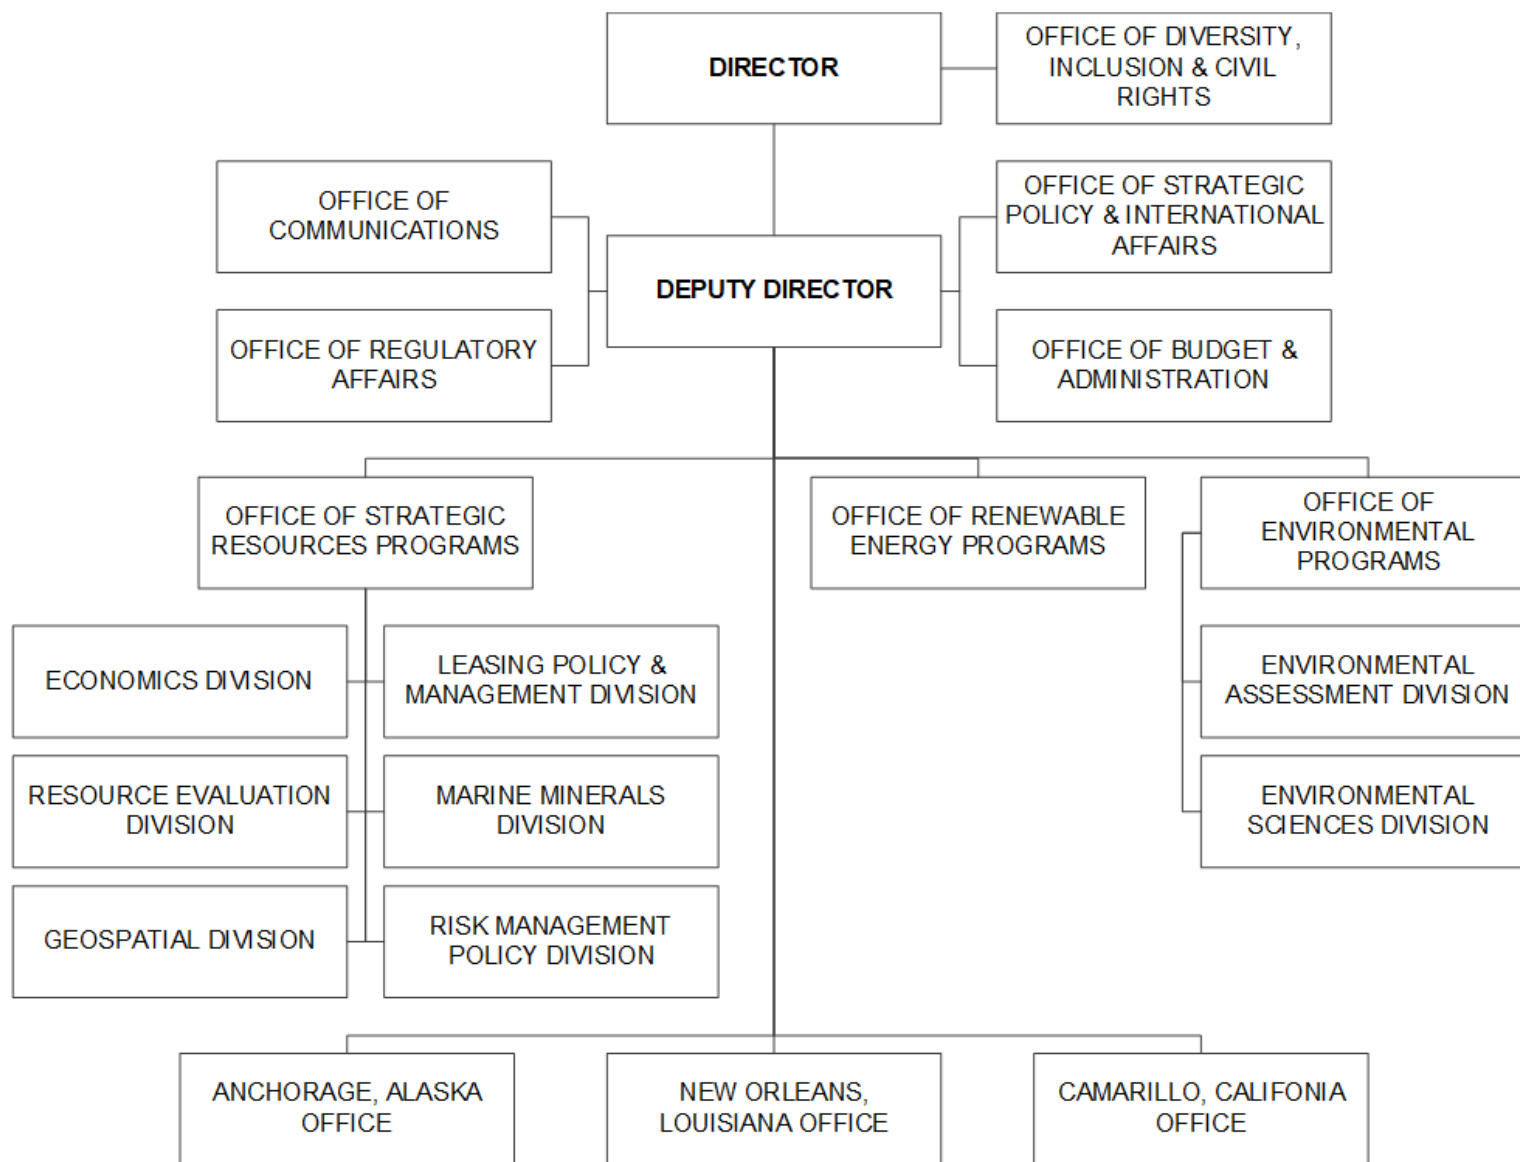 DIRECTOR
OFFICE OF DIVERSITY,
INCLUSION & CIVIL
RIGHTS
OFFICE OF
COMMUNICATIONS
OFFICE OF STRATEGIC
POLICY & INTERNATIONAL
AFFAIRS
DEPUTY DIRECTOR
OFFICE OF REGULATORY
AFFAIRS
OFFICE OF BUDGET &
ADMINISTRATION
OFFICE OF STRATEGIC
RESOURCES PROGRAMS
OFFICE OF RENEWABLE
ENERGY PROGRAMS
OFFICE OF
ENVIRONMENTAL
PROGRAMS
ECONOMICS DIVISION
LEASING POLICY &
MANAGEMENT DIVISION
ENVIRONMENTAL
ASSESSMENT DIVISION
RESOURCE EVALUATION
DIVISION
MARINE MINERALS
DIVISION
ENVIRONMENTAL
SCIENCES DIVISION
GEOSPATIAL DIVISION
RISK MANAGEMENT
POLICY DIVISION
ANCHORAGE, ALASKA
OFFICE
NEW ORLEANS,
LOUISIANA OFFICE
CAMARILLO, CALIFONIA
OFFICE